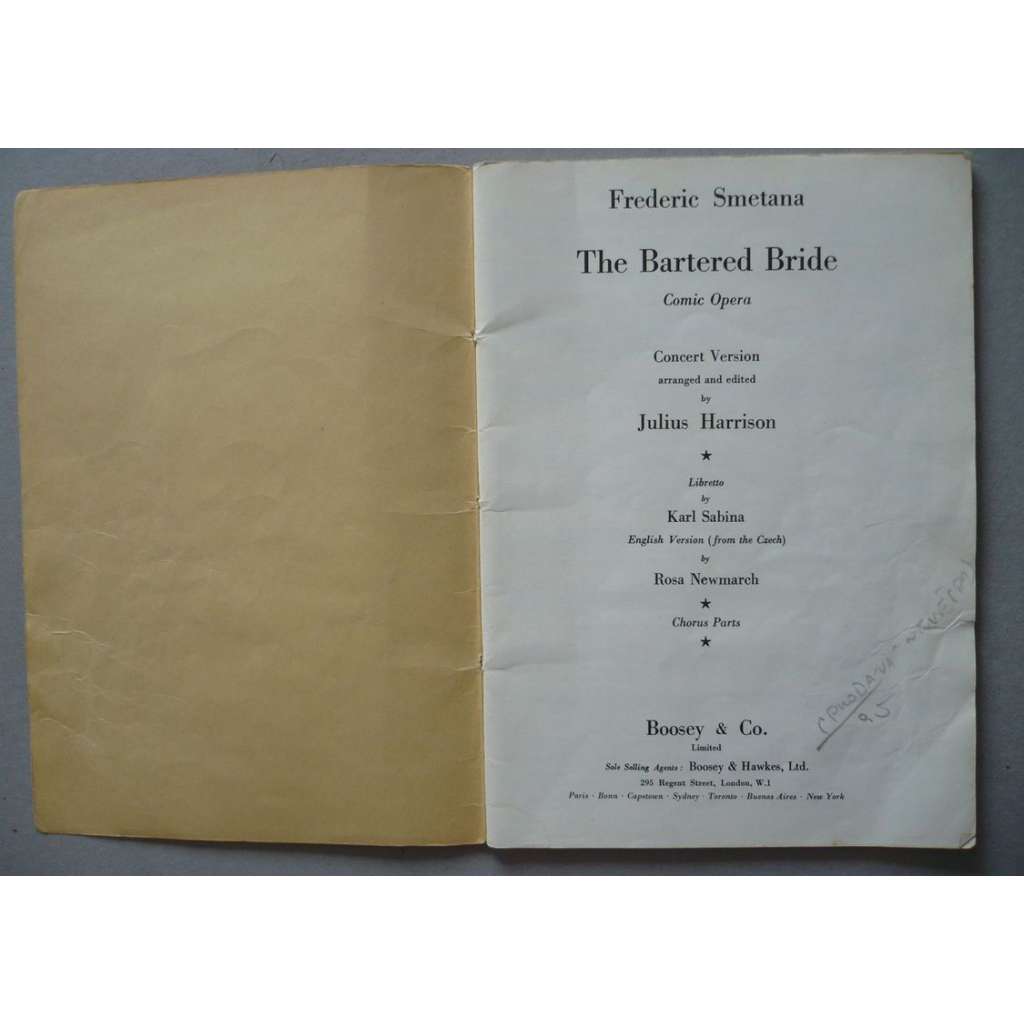 Frederic Smetana
The Bartered Bride
Comic Opera
Concert Version
arranged and edited
by
Julius Harrison
★
Libretto
by
Karl Sabina
English Version (from the Czech)
by
Rosa Newmarch
★
Chorus Parts
★
Boosey & Co.
Limited
Sole Selling Agents: Boosey & Hawkes, Ltd.
295 Regent Street, London, W.1
Paris · Bonn · Capetown · Sydney · Toronto · Buenos Aires · New York